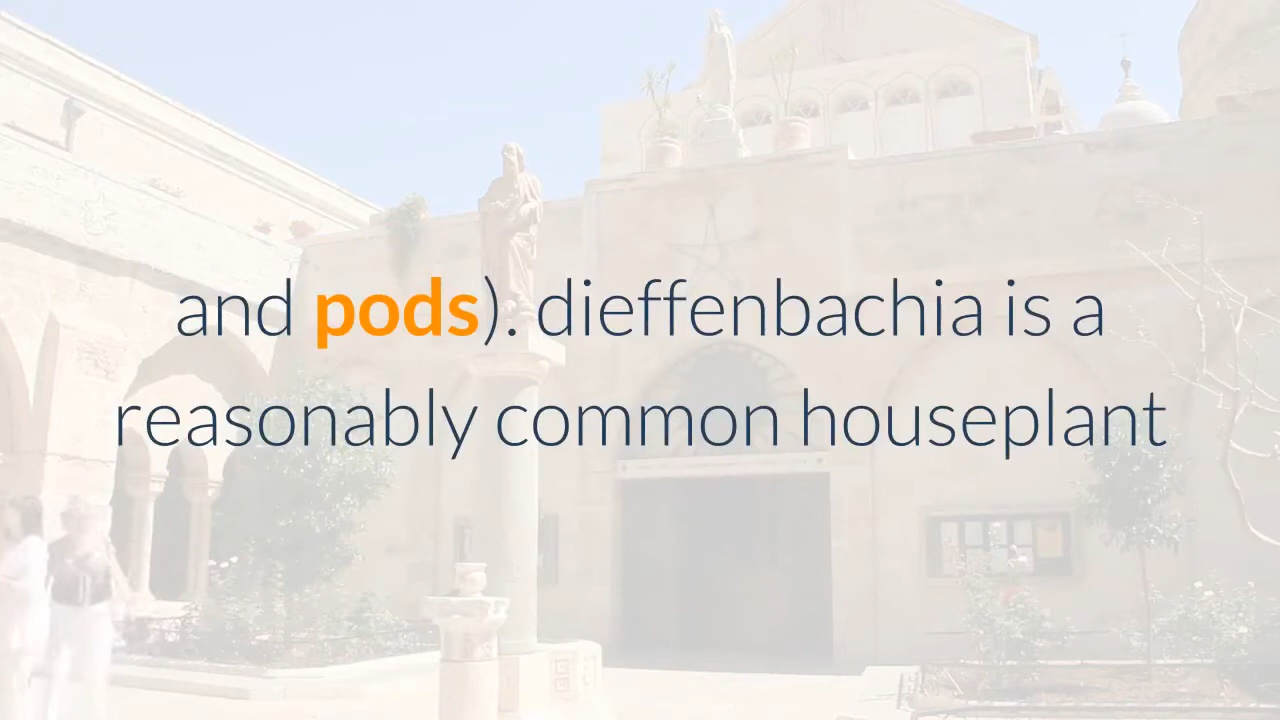 and pods). dieffenbachia is a
reasonably common houseplant